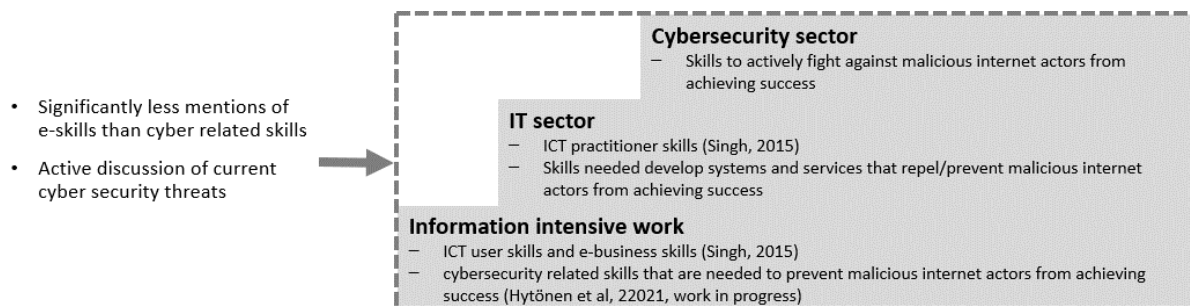 • Significantly less mentions of
e-skills than cyber related skills
• Active discussion of current
cyber security threats
Cybersecurity sector
– Skills to actively fight against malicious internet actors from
achieving success
IT sector
– ICT practitioner skills (Singh, 2015)
– Skills needed develop systems and services that repel/prevent malicious internet
actors from achieving success
Information intensive work
– ICT user skills and e-business skills (Singh, 2015)
– cybersecurity related skills that are needed to prevent malicious internet actors from achieving
success (Hytönen et al, 22021, work in progress)